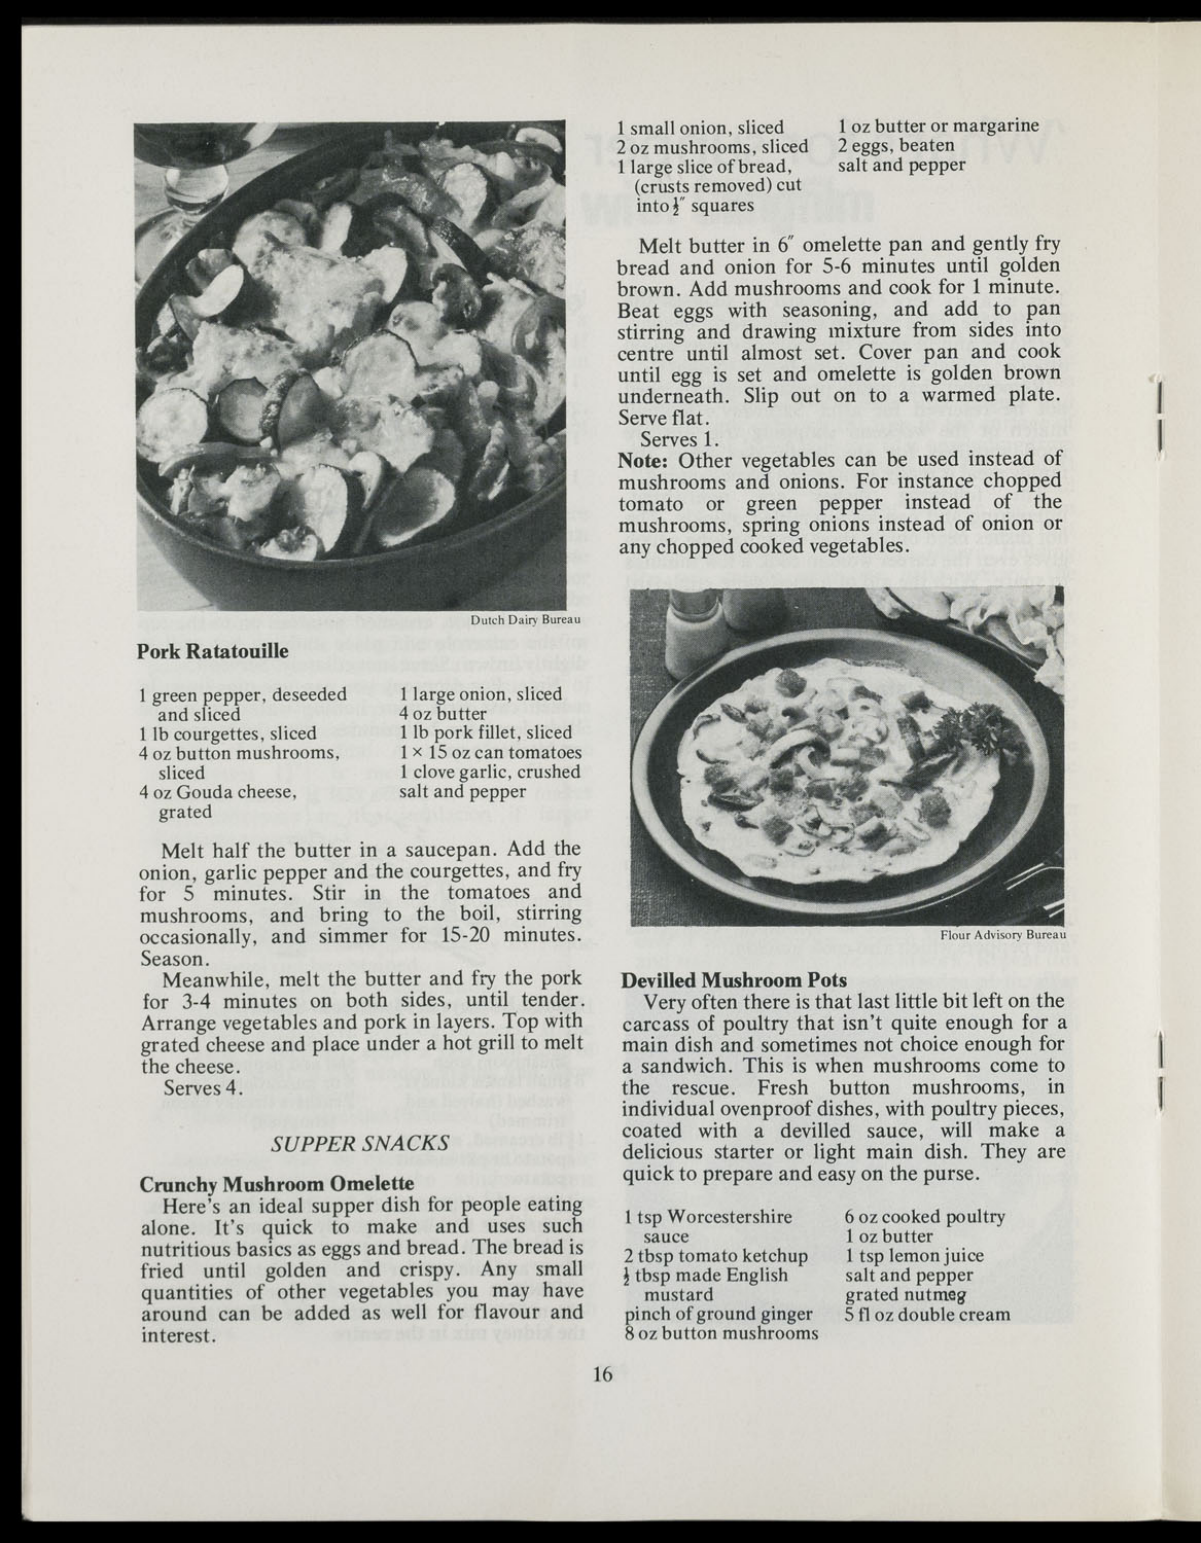 Dutch Dairy Bureau
Pork Ratatouille
1 green pepper, deseeded
and sliced
1 lb courgettes, sliced
4 oz button mushrooms,
sliced
4 oz Gouda cheese,
grated
1 large onion, sliced
4 oz butter
1 lb pork fillet, sliced
1 × 15 oz can tomatoes
1 clove garlic, crushed
salt and pepper
Melt half the butter in a saucepan. Add the
onion, garlic pepper and the courgettes, and fry
for 5 minutes. Stir in the tomatoes and
mushrooms, and bring to the boil, stirring
occasionally, and simmer for 15-20 minutes.
Season.
Meanwhile, melt the butter and fry the pork
for 3-4 minutes on both sides, until tender.
Arrange vegetables and pork in layers. Top with
grated cheese and place under a hot grill to melt
the cheese.
Serves 4.
SUPPER SNACKS
Crunchy Mushroom Omelette
Here's an ideal supper dish for people eating
alone. It's quick to make and uses such
nutritious basics as eggs and bread. The bread is
fried until golden and crispy. Any small
quantities of other vegetables you may have
around can be added as well for flavour and
interest.
1 small onion, sliced
2 oz mushrooms, sliced
1 large slice of bread,
(crusts removed) cut
into ½″ squares
1 oz butter or margarine
2 eggs, beaten
salt and pepper
Melt butter in 6″ omelette pan and gently fry
bread and onion for 5-6 minutes until golden
brown. Add mushrooms and cook for 1 minute.
Beat eggs with seasoning, and add to pan
stirring and drawing mixture from sides into
centre until almost set. Cover pan and cook
until egg is set and omelette is golden brown
underneath. Slip out on to a warmed plate.
Serve flat.
Serves 1.
Note: Other vegetables can be used instead of
mushrooms and onions. For instance chopped
tomato or green pepper instead of the
mushrooms, spring onions instead of onion or
any chopped cooked vegetables.
Flour Advisory Bureau
Devilled Mushroom Pots
Very often there is that last little bit left on the
carcass of poultry that isn't quite enough for a
main dish and sometimes not choice enough for
a sandwich. This is when mushrooms come to
the rescue. Fresh button mushrooms, in
individual ovenproof dishes, with poultry pieces,
coated with a devilled sauce, will make a
delicious starter or light main dish. They are
quick to prepare and easy on the purse.
1 tsp Worcestershire
sauce
2 tbsp tomato ketchup
½ tbsp made English
mustard
pinch of ground ginger
8 oz button mushrooms
6 oz cooked poultry
1 oz butter
1 tsp lemon juice
salt and pepper
grated nutmeg
5 fl oz double cream
16